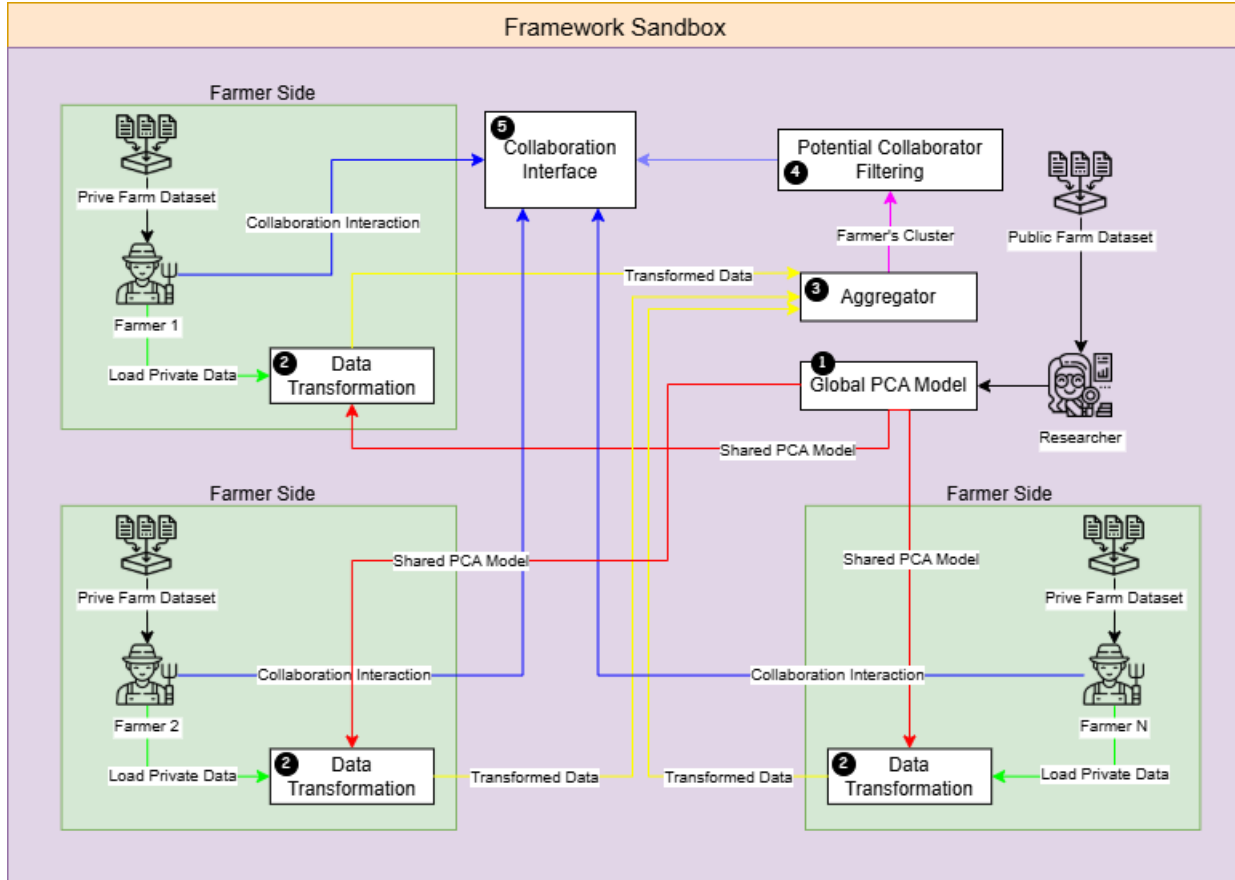 Framework Sandbox
Farmer Side
Prive Farm Dataset
Collaboration Interaction
Farmer 1
Load Private Data
2
Data
Transformation
5
Collaboration
Interface
Potential Collaborator
4
Filtering
Farmer's Cluster
Public Farm Dataset
Transformed Data
3
Aggregator
1
Global PCA Model
Researcher
Shared PCA Model
Farmer Side
Prive Farm Dataset
Shared PCA Model
Collaboration Interaction
Farmer 2
Load Private Data
2
Data
Transformation
Transformed Data
Farmer Side
Shared PCA Model
Prive Farm Dataset
Collaboration Interaction
Farmer N
Transformed Data
2
Data
Transformation
Load Private Data